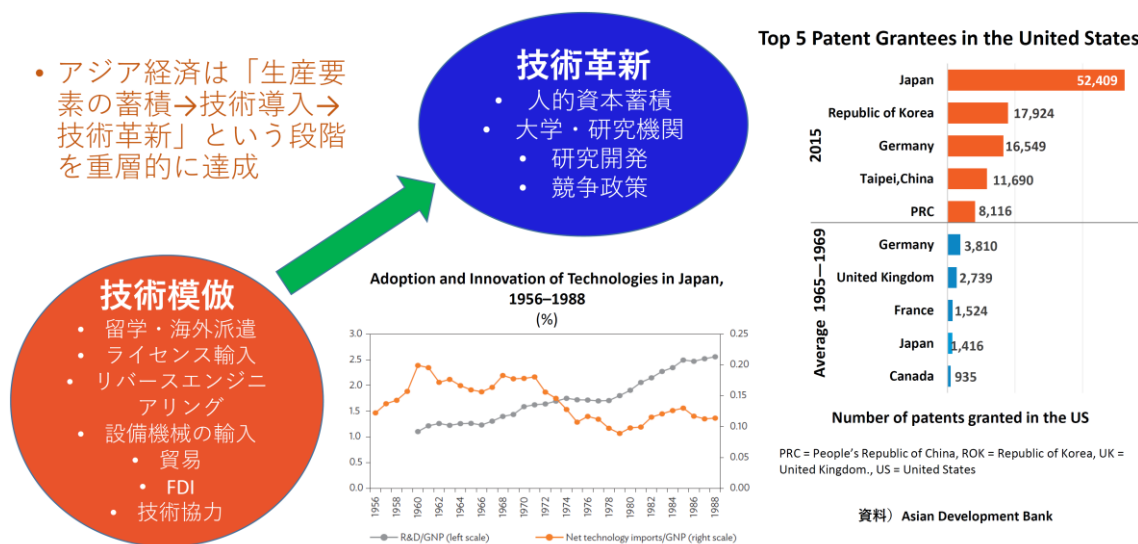 • アジア経済は「生産要
素の蓄積→技術導入→
技術革新」という段階
を重層的に達成
技術革新
• 人的資本蓄積
• 大学・研究機関
• 研究開発
• 競争政策
技術模倣
• 留学・海外派遣
• ライセンス輸入
• リバースエンジニ
アリング
• 設備機械の輸入
• 貿易
• FDI
• 技術協力
Adoption and Innovation of Technologies in Japan,
1956–1988
(%)
3.0
2.5
2.0
1.5
1.0
0.5
0.0
0.25
0.20
0.15
0.10
0.05
0.00
1956
1958
1960
1962
1964
1966
1968
1970
1972
1974
1976
1978
1980
1982
1984
1986
1988
R&D/GNP (left scale)
Net technology imports/GNP (right scale)
Top 5 Patent Grantees in the United States
2015
Japan 52,409
Republic of Korea 17,924
Germany 16,549
Taipei,China 11,690
PRC 8,116
Average 1965—1969
Germany 3,810
United Kingdom 2,739
France 1,524
Japan 1,416
Canada 935
Number of patents granted in the US
PRC = People's Republic of China, ROK = Republic of Korea, UK =
United Kingdom., US = United States
資料）Asian Development Bank